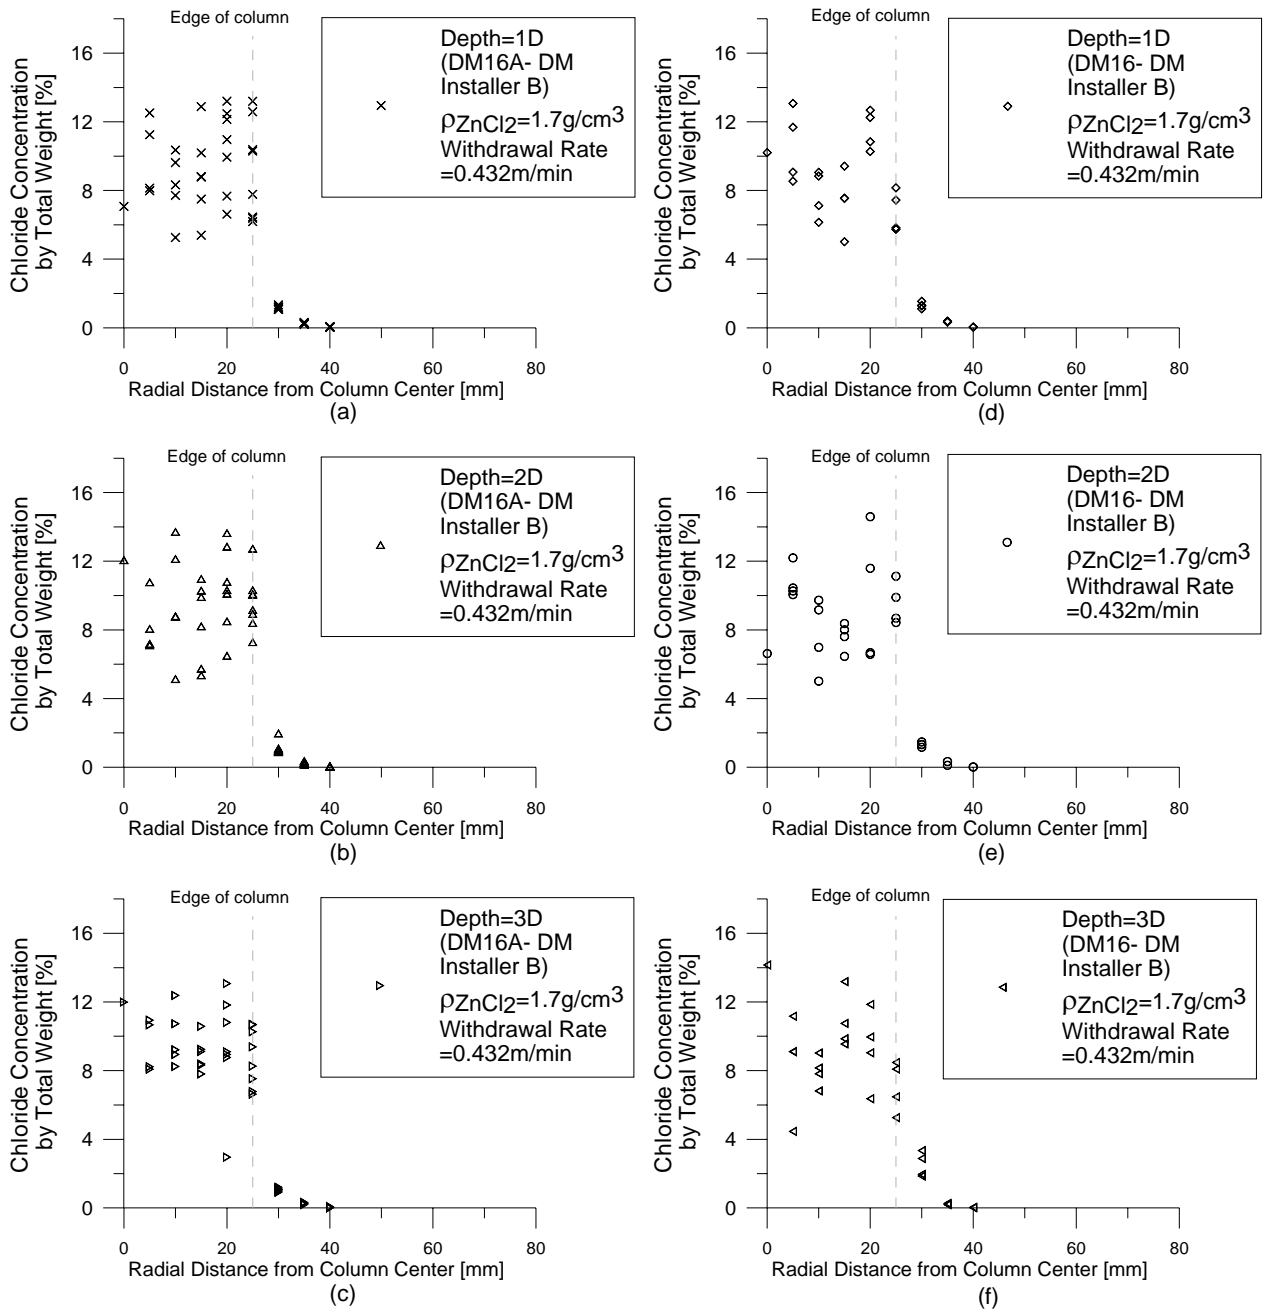 Edge of column
Chloride Concentration
by Total Weight [%]
16
12
8
4
0
Depth=1D
(DM16A- DM
Installer B)
ρZnCl2=1.7g/cm3
Withdrawal Rate
=0.432m/min
0 20 40 60 80
Radial Distance from Column Center [mm]
(a)
Edge of column
Chloride Concentration
by Total Weight [%]
16
12
8
4
0
Depth=1D
(DM16- DM
Installer B)
ρZnCl2=1.7g/cm3
Withdrawal Rate
=0.432m/min
0 20 40 60 80
Radial Distance from Column Center [mm]
(d)
Edge of column
Chloride Concentration
by Total Weight [%]
16
12
8
4
0
Depth=2D
(DM16A- DM
Installer B)
ρZnCl2=1.7g/cm3
Withdrawal Rate
=0.432m/min
0 20 40 60 80
Radial Distance from Column Center [mm]
(b)
Edge of column
Chloride Concentration
by Total Weight [%]
16
12
8
4
0
Depth=2D
(DM16- DM
Installer B)
ρZnCl2=1.7g/cm3
Withdrawal Rate
=0.432m/min
0 20 40 60 80
Radial Distance from Column Center [mm]
(e)
Edge of column
Chloride Concentration
by Total Weight [%]
16
12
8
4
0
Depth=3D
(DM16A- DM
Installer B)
ρZnCl2=1.7g/cm3
Withdrawal Rate
=0.432m/min
0 20 40 60 80
Radial Distance from Column Center [mm]
(c)
Edge of column
Chloride Concentration
by Total Weight [%]
16
12
8
4
0
Depth=3D
(DM16- DM
Installer B)
ρZnCl2=1.7g/cm3
Withdrawal Rate
=0.432m/min
0 20 40 60 80
Radial Distance from Column Center [mm]
(f)